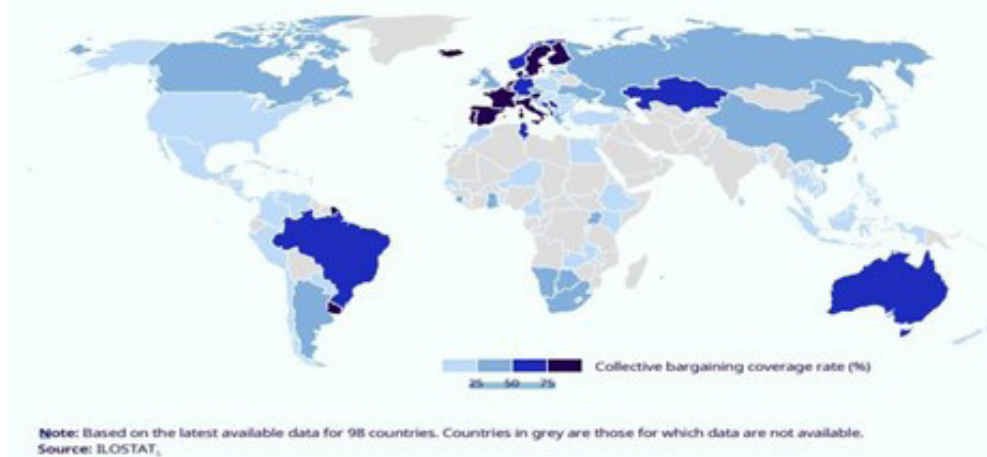 Collective bargaining coverage rate (%)
25 50 75
Note: Based on the latest available data for 98 countries. Countries in grey are those for which data are not available.
Source: ILOSTAT.